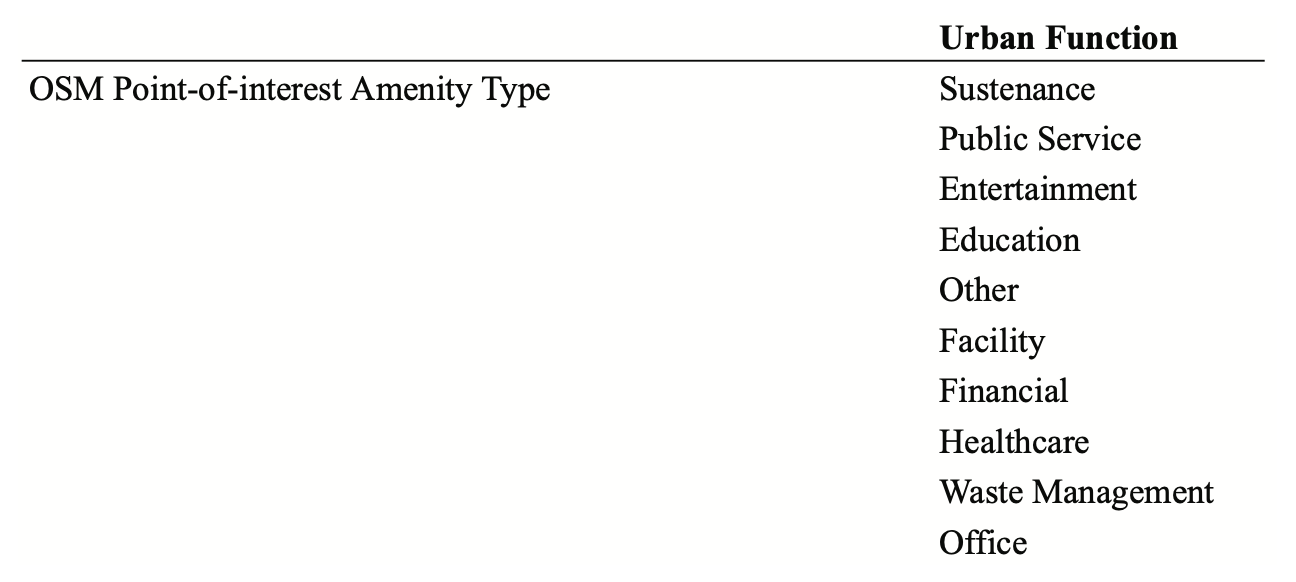 Urban Function
OSM Point-of-interest Amenity Type Sustenance
Public Service
Entertainment
Education
Other
Facility
Financial
Healthcare
Waste Management
Office